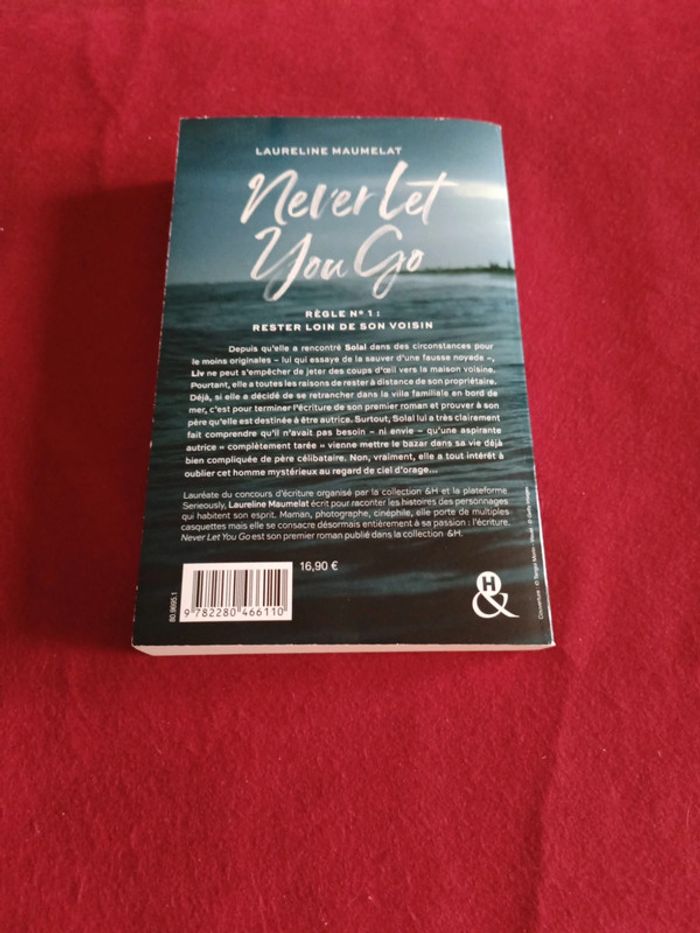 LAURELINE MAUMELAT
Never Let
You Go
RÈGLE N° 1 :
RESTER LOIN DE SON VOISIN
Depuis qu'elle a rencontré Solal dans des circonstances pour
le moins originales – lui qui essaye de la sauver d'une fausse noyade –,
Liv ne peut s'empêcher de jeter des coups d'œil vers la maison voisine.
Pourtant, elle a toutes les raisons de rester à distance de son propriétaire.
Déjà, si elle a décidé de se retrancher dans la villa familiale en bord de
mer, c'est pour terminer l'écriture de son premier roman et prouver à son
père qu'elle est destinée à être autrice. Surtout, Solal lui a très clairement
fait comprendre qu'il n'avait pas besoin – ni envie – qu'une aspirante
autrice « complètement tarée » vienne mettre le bazar dans sa vie déjà
bien compliquée de père célibataire. Non, vraiment, elle a tout intérêt à
oublier cet homme mystérieux au regard de ciel d'orage...
Lauréate du concours d'écriture organisé par la collection &H et la plateforme
Serieously, Laureline Maumelat écrit pour raconter les histoires des personnages
qui habitent son esprit. Maman, photographe, cinéphile, elle porte de multiples
casquettes mais elle se consacre désormais entièrement à sa passion : l'écriture.
Never Let You Go est son premier roman publié dans la collection &H.
16,90 €
9 782280 466110
80.9695.1
H
&